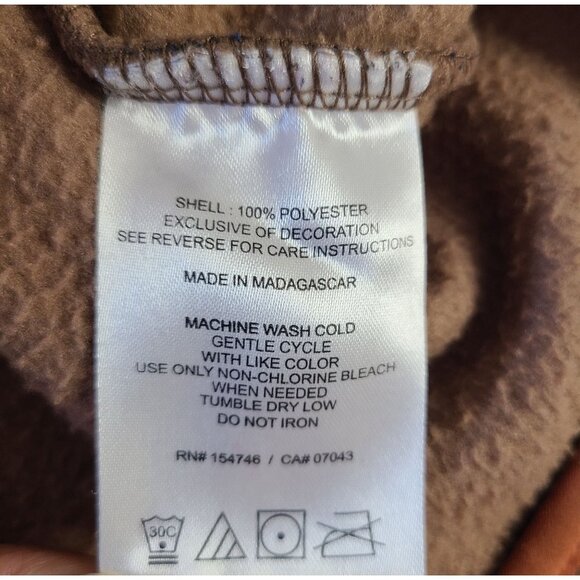 SHELL : 100% POLYESTER
EXCLUSIVE OF DECORATION
SEE REVERSE FOR CARE INSTRUCTIONS
MADE IN MADAGASCAR
MACHINE WASH COLD
GENTLE CYCLE
WITH LIKE COLOR
USE ONLY NON-CHLORINE BLEACH
WHEN NEEDED
TUMBLE DRY LOW
DO NOT IRON
RN# 154746 / CA# 07043
30C